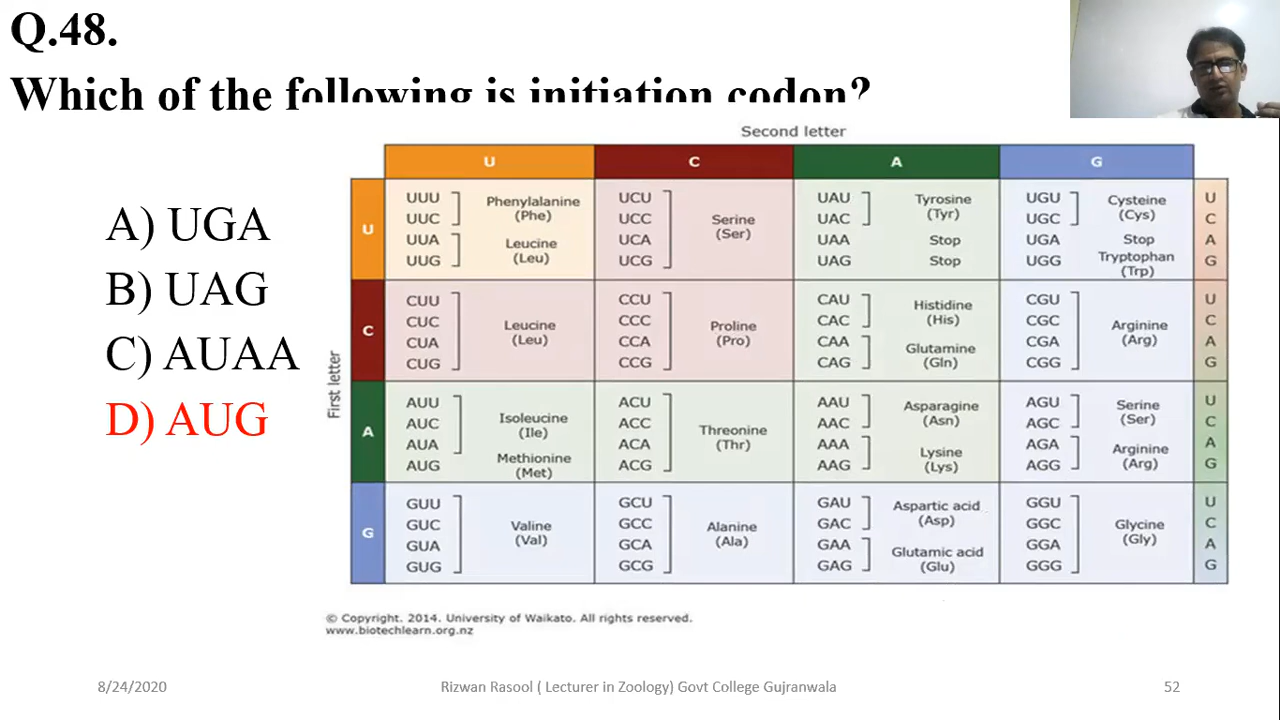 Q.48.
Which of the following is initiation codon?
A) UGA
B) UAG
C) AUAA
D) AUG
Second letter
U C A G
First letter
U
UUU
UUC
Phenylalanine
(Phe)
UUA
UUG
Leucine
(Leu)
UCU
UCC
UCA
UCG
Serine
(Ser)
UAU
UAC
Tyrosine
(Tyr)
UAA Stop
UAG Stop
UGU
UGC
Cysteine
(Cys)
UGA Stop
UGG Tryptophan
(Trp)
U
C
A
G
C
CUU
CUC
CUA
CUG
Leucine
(Leu)
CCU
CCC
CCA
CCG
Proline
(Pro)
CAU
CAC
Histidine
(His)
CAA
CAG
Glutamine
(Gln)
CGU
CGC
CGA
CGG
Arginine
(Arg)
U
C
A
G
A
AUU
AUC
AUA
Isoleucine
(Ile)
AUG Methionine
(Met)
ACU
ACC
ACA
ACG
Threonine
(Thr)
AAU
AAC
Asparagine
(Asn)
AAA
AAG
Lysine
(Lys)
AGU
AGC
Serine
(Ser)
AGA
AGG
Arginine
(Arg)
U
C
A
G
G
GUU
GUC
GUA
GUG
Valine
(Val)
GCU
GCC
GCA
GCG
Alanine
(Ala)
GAU
GAC
Aspartic acid
(Asp)
GAA
GAG
Glutamic acid
(Glu)
GGU
GGC
GGA
GGG
Glycine
(Gly)
U
C
A
G
© Copyright. 2014. University of Waikato. All rights reserved.
www.biotechlearn.org.nz
8/24/2020
Rizwan Rasool ( Lecturer in Zoology) Govt College Gujranwala
52